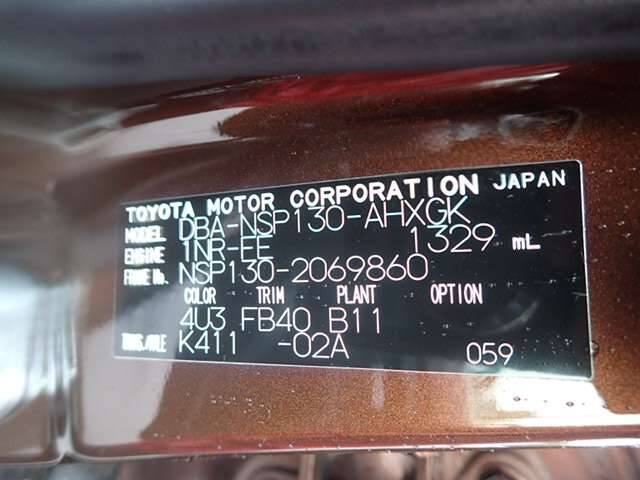 TOYOTA MOTOR CORPORATION JAPAN
MODEL DBA-NSP130-AHXGK
ENGINE 1NR-FE 1329 mL
FRAME No. NSP130-2069860
COLOR TRIM PLANT OPTION
4U3 FB40 B11
TRANS/AXLE K411 -02A 059